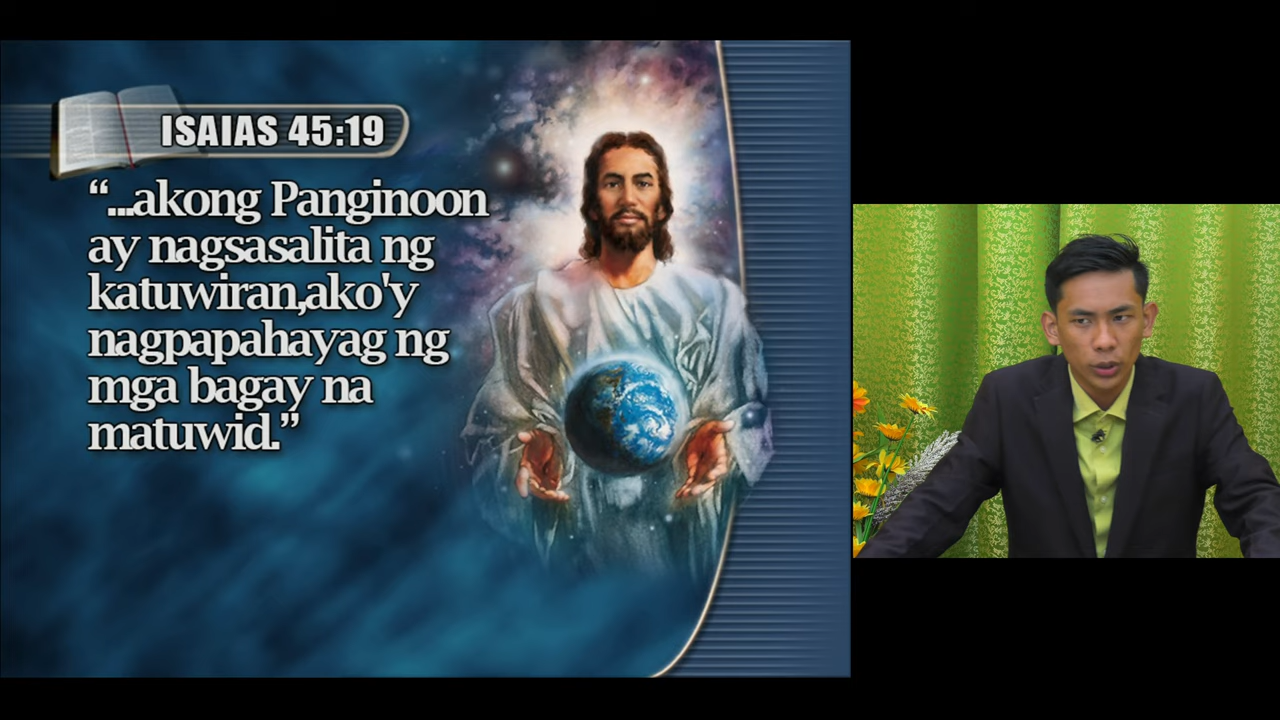 ISAIAS 45:19
“...akong Panginoon
ay nagsasalita ng
katuwiran,ako'y
nagpapahayag ng
mga bagay na
matuwid.”